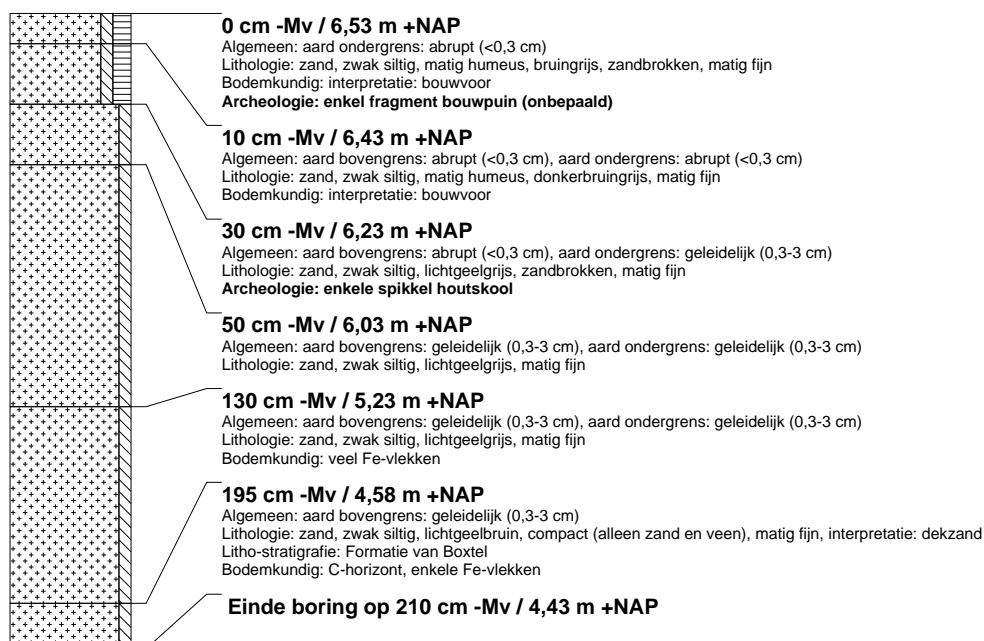 0 cm -Mv / 6,53 m +NAP
Algemeen: aard ondergrens: abrupt (<0,3 cm)
Lithologie: zand, zwak siltig, matig humeus, bruingrijs, zandbrokken, matig fijn
Bodemkundig: interpretatie: bouwvoor
Archeologie: enkel fragment bouwpuin (onbepaald)
10 cm -Mv / 6,43 m +NAP
Algemeen: aard bovengrens: abrupt (<0,3 cm), aard ondergrens: abrupt (<0,3 cm)
Lithologie: zand, zwak siltig, matig humeus, donkerbruingrijs, matig fijn
Bodemkundig: interpretatie: bouwvoor
30 cm -Mv / 6,23 m +NAP
Algemeen: aard bovengrens: abrupt (<0,3 cm), aard ondergrens: geleidelijk (0,3-3 cm)
Lithologie: zand, zwak siltig, lichtgeelgrijs, zandbrokken, matig fijn
Archeologie: enkele spikkel houtskool
50 cm -Mv / 6,03 m +NAP
Algemeen: aard bovengrens: geleidelijk (0,3-3 cm), aard ondergrens: geleidelijk (0,3-3 cm)
Lithologie: zand, zwak siltig, lichtgeelgrijs, matig fijn
130 cm -Mv / 5,23 m +NAP
Algemeen: aard bovengrens: geleidelijk (0,3-3 cm), aard ondergrens: geleidelijk (0,3-3 cm)
Lithologie: zand, zwak siltig, lichtgeelgrijs, matig fijn
Bodemkundig: veel Fe-vlekken
195 cm -Mv / 4,58 m +NAP
Algemeen: aard bovengrens: geleidelijk (0,3-3 cm)
Lithologie: zand, zwak siltig, lichtgeelbruin, compact (alleen zand en veen), matig fijn, interpretatie: dekzand
Litho-stratigrafie: Formatie van Boxtel
Bodemkundig: C-horizont, enkele Fe-vlekken
Einde boring op 210 cm -Mv / 4,43 m +NAP